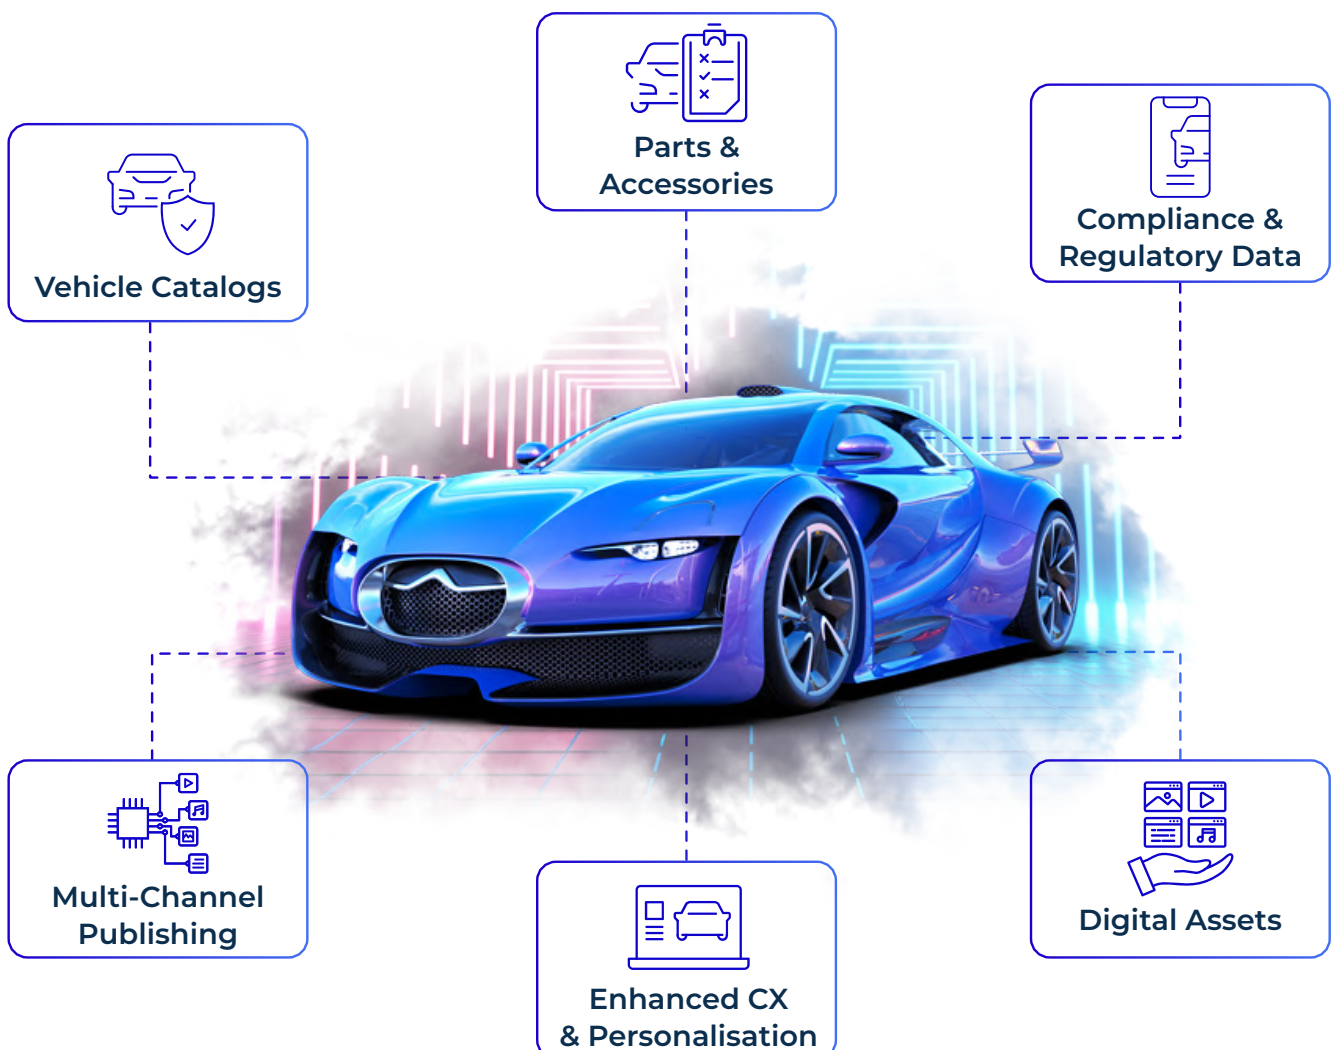 Parts &
Accessories
Compliance &
Regulatory Data
Vehicle Catalogs
Multi-Channel
Publishing
Digital Assets
Enhanced CX
& Personalisation